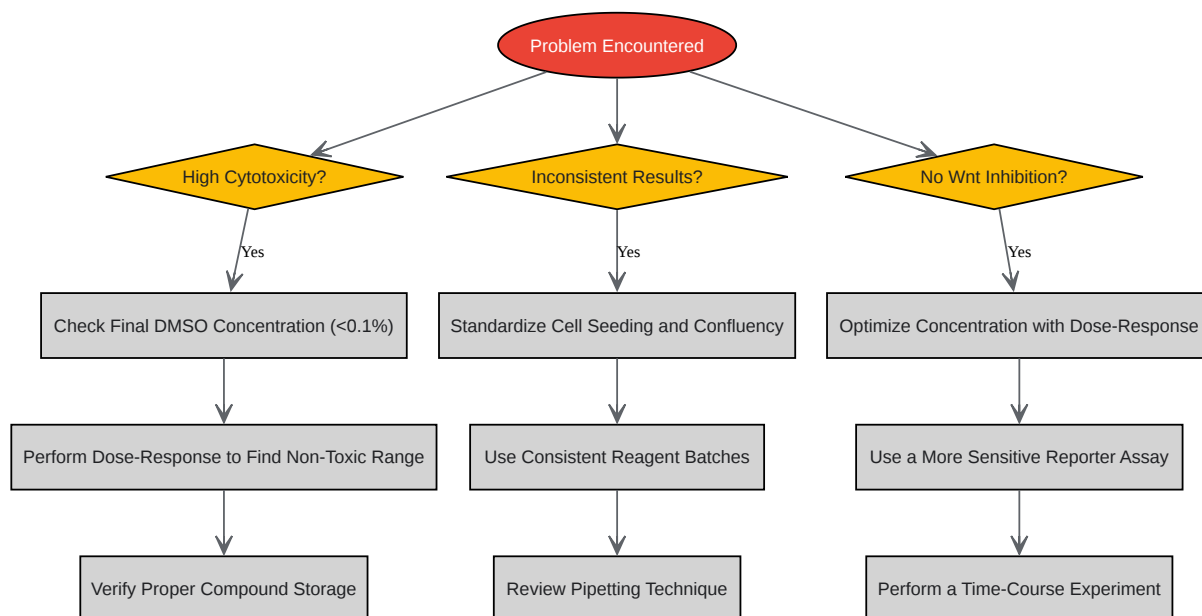 Problem Encountered
High Cytotoxicity?
Inconsistent Results?
No Wnt Inhibition?
Yes
Yes
Yes
Check Final DMSO Concentration (<0.1%)
Standardize Cell Seeding and Confluency
Optimize Concentration with Dose-Response
Perform Dose-Response to Find Non-Toxic Range
Use Consistent Reagent Batches
Use a More Sensitive Reporter Assay
Verify Proper Compound Storage
Review Pipetting Technique
Perform a Time-Course Experiment